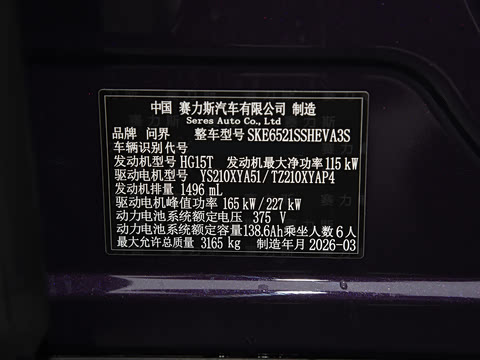 中国 赛力斯汽车有限公司 制造
Seres Auto Co., Ltd
品牌 问界 整车型号 SKE6521SSHEVA3S
车辆识别代号
发动机型号 HG15T 发动机最大净功率 115 kW
驱动电机型号 YS210XYA51/TZ210XYAP4
发动机排量 1496 mL
驱动电机峰值功率 165 kW/227 kW
动力电池系统额定电压 375 V
动力电池系统额定容量 138.6Ah 乘坐人数 6人
最大允许总质量 3165 kg 制造年月 2026-03